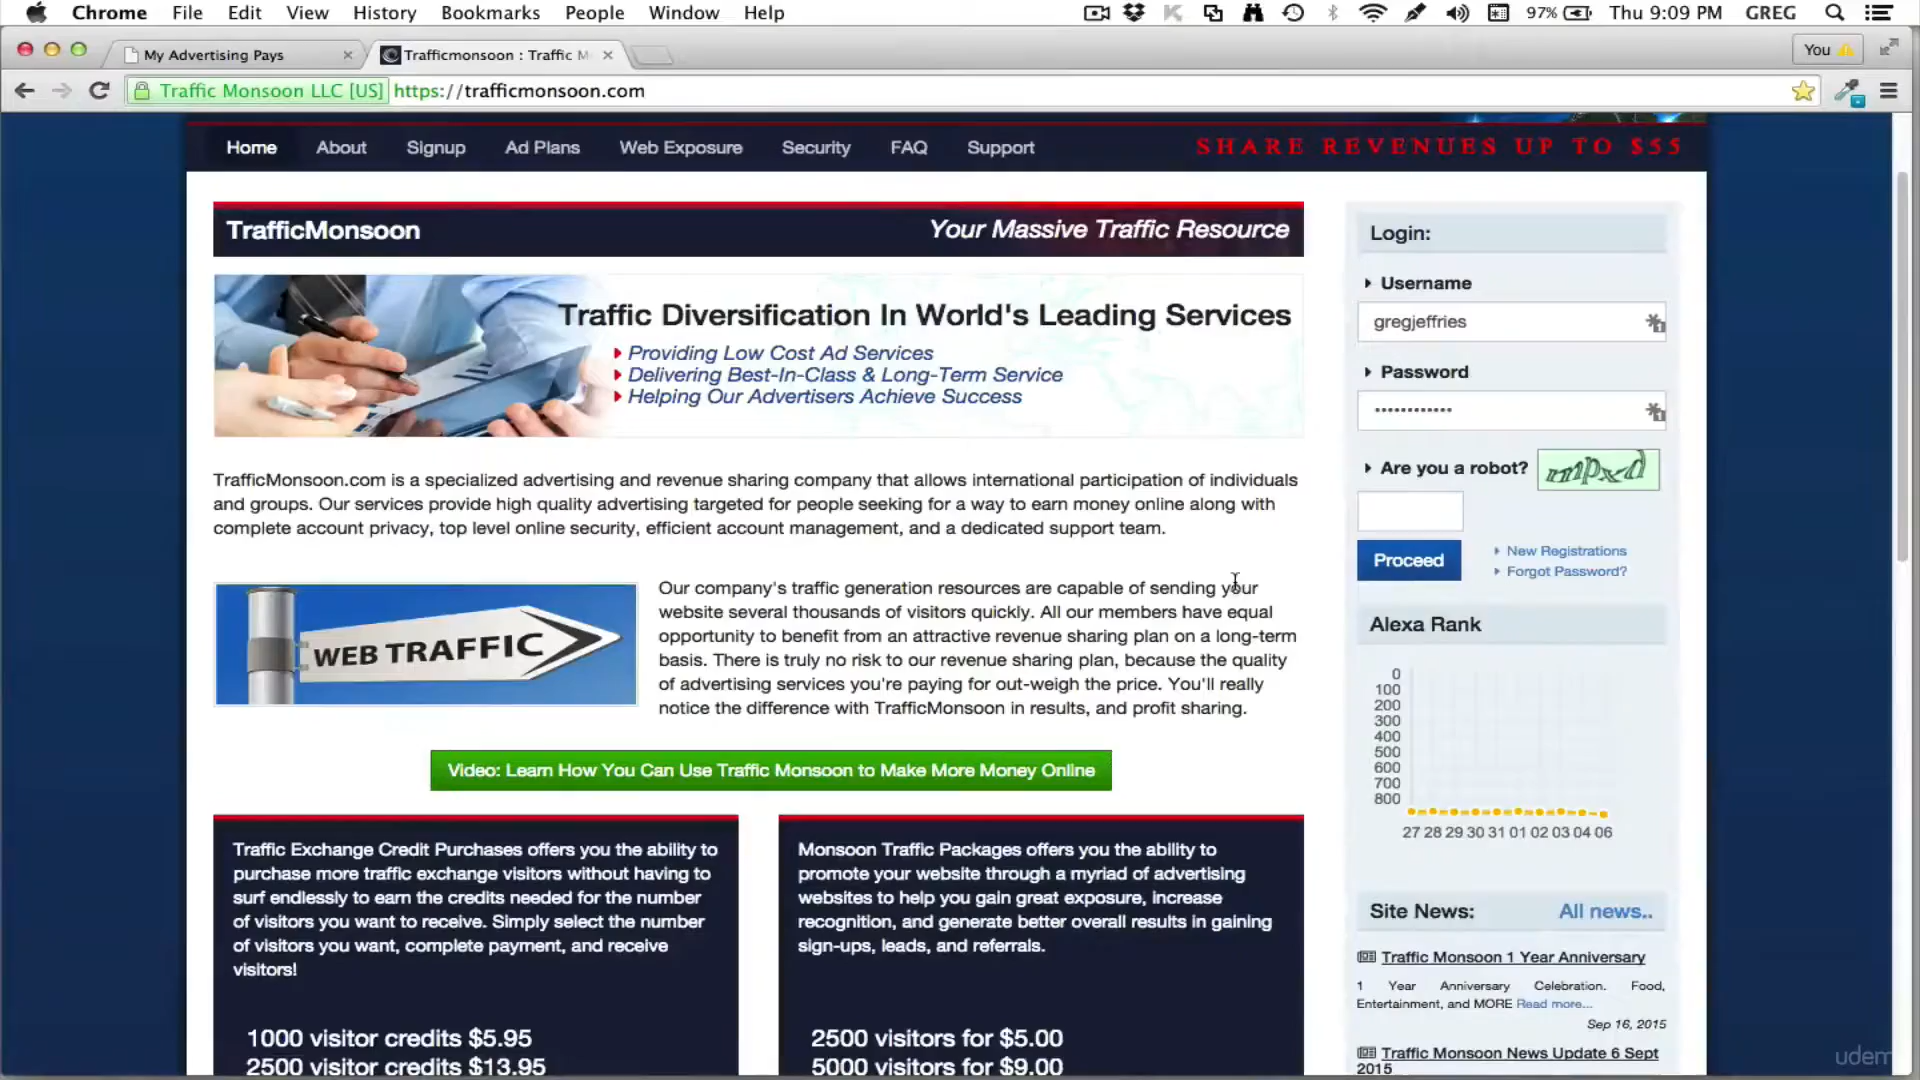 Chrome File Edit View History Bookmarks People Window Help 97% Thu 9:09 PM GREG
My Advertising Pays Trafficmonsoon : Traffic M You
Traffic Monsoon LLC [US] https://trafficmonsoon.com
Home About Signup Ad Plans Web Exposure Security FAQ Support SHARE REVENUES UP TO $55
TrafficMonsoon Your Massive Traffic Resource
Traffic Diversification In World's Leading Services
Providing Low Cost Ad Services
Delivering Best-In-Class & Long-Term Service
Helping Our Advertisers Achieve Success
TrafficMonsoon.com is a specialized advertising and revenue sharing company that allows international participation of individuals
and groups. Our services provide high quality advertising targeted for people seeking for a way to earn money online along with
complete account privacy, top level online security, efficient account management, and a dedicated support team.
WEB TRAFFIC
Our company's traffic generation resources are capable of sending your
website several thousands of visitors quickly. All our members have equal
opportunity to benefit from an attractive revenue sharing plan on a long-term
basis. There is truly no risk to our revenue sharing plan, because the quality
of advertising services you're paying for out-weigh the price. You'll really
notice the difference with TrafficMonsoon in results, and profit sharing.
Video: Learn How You Can Use Traffic Monsoon to Make More Money Online
Traffic Exchange Credit Purchases offers you the ability to
purchase more traffic exchange visitors without having to
surf endlessly to earn the credits needed for the number
of visitors you want to receive. Simply select the number
of visitors you want, complete payment, and receive
visitors!
1000 visitor credits $5.95
2500 visitor credits $13.95
Monsoon Traffic Packages offers you the ability to
promote your website through a myriad of advertising
websites to help you gain great exposure, increase
recognition, and generate better overall results in gaining
sign-ups, leads, and referrals.
2500 visitors for $5.00
5000 visitors for $9.00
Login:
Username
gregjeffries
Password
••••••••••••
Are you a robot? mpxd
Proceed
New Registrations
Forgot Password?
Alexa Rank
0
100
200
300
400
500
600
700
800
27 28 29 30 31 01 02 03 04 06
Site News: All news..
Traffic Monsoon 1 Year Anniversary
1 Year Anniversary Celebration. Food,
Entertainment, and MORE Read more...
Sep 16, 2015
Traffic Monsoon News Update 6 Sept
2015
udem